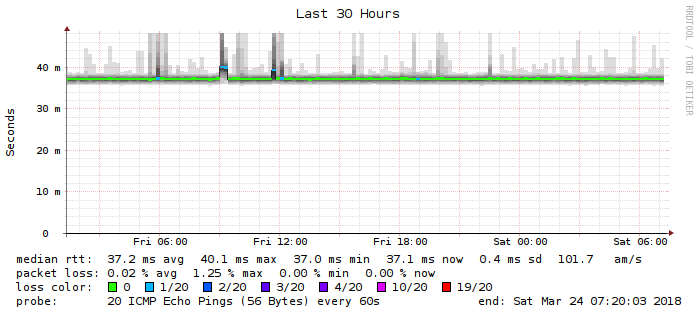 Last 30 Hours
RRDTOOL / TOBI OETIKER
Seconds
40 m
30 m
20 m
10 m
0
Fri 06:00 Fri 12:00 Fri 18:00 Sat 00:00 Sat 06:00
median rtt: 37.2 ms avg 40.1 ms max 37.0 ms min 37.1 ms now 0.4 ms sd 101.7 am/s
packet loss: 0.02 % avg 1.25 % max 0.00 % min 0.00 % now
loss color: 0 1/20 2/20 3/20 4/20 10/20 19/20
probe: 20 ICMP Echo Pings (56 Bytes) every 60s end: Sat Mar 24 07:20:03 2018